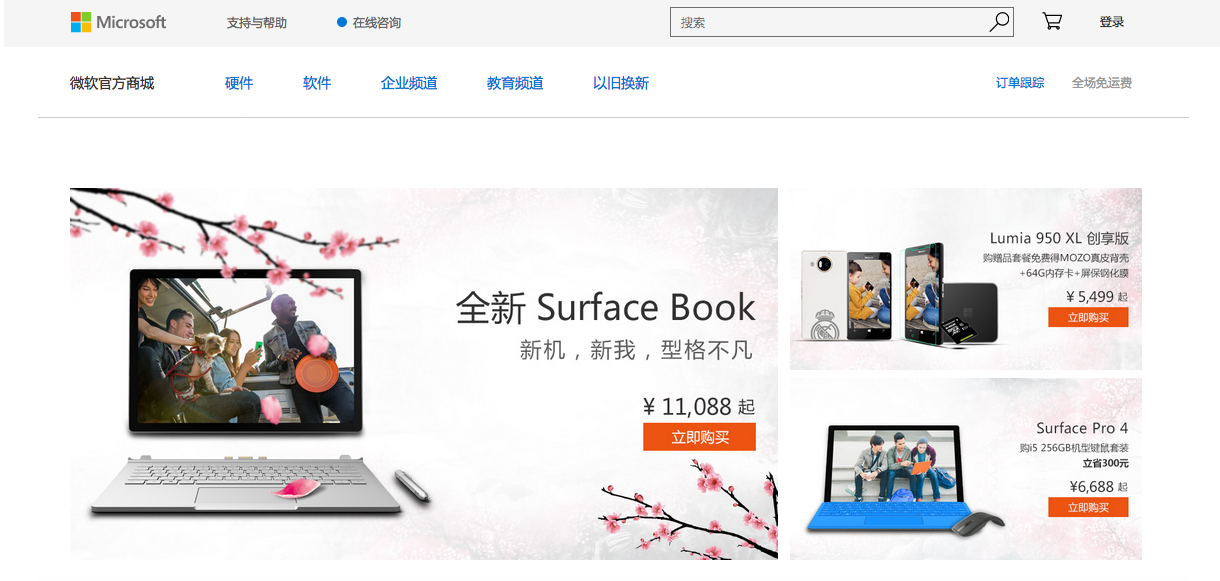 Microsoft 支持与帮助 在线咨询 搜索 登录
微软官方商城 硬件 软件 企业频道 教育频道 以旧换新 订单跟踪 全场免运费
全新 Surface Book
新机，新我，型格不凡
¥ 11,088 起
立即购买
Lumia 950 XL 创享版
购赠品套餐免费得MOZO真皮背壳
+64G内存卡+屏保钢化膜
¥ 5,499 起
立即购买
Surface Pro 4
购i5 256GB机型键鼠套装
立省300元
¥6,688 起
立即购买